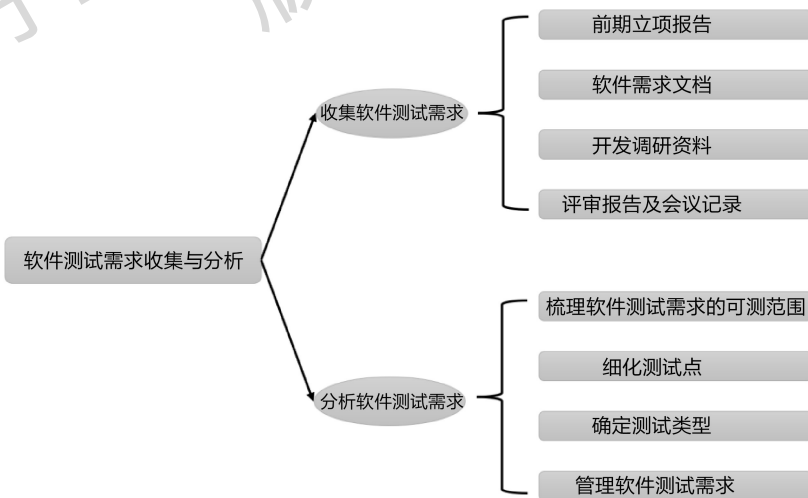 前期立项报告
软件需求文档
收集软件测试需求
开发调研资料
评审报告及会议记录
软件测试需求收集与分析
梳理软件测试需求的可测范围
细化测试点
分析软件测试需求
确定测试类型
管理软件测试需求